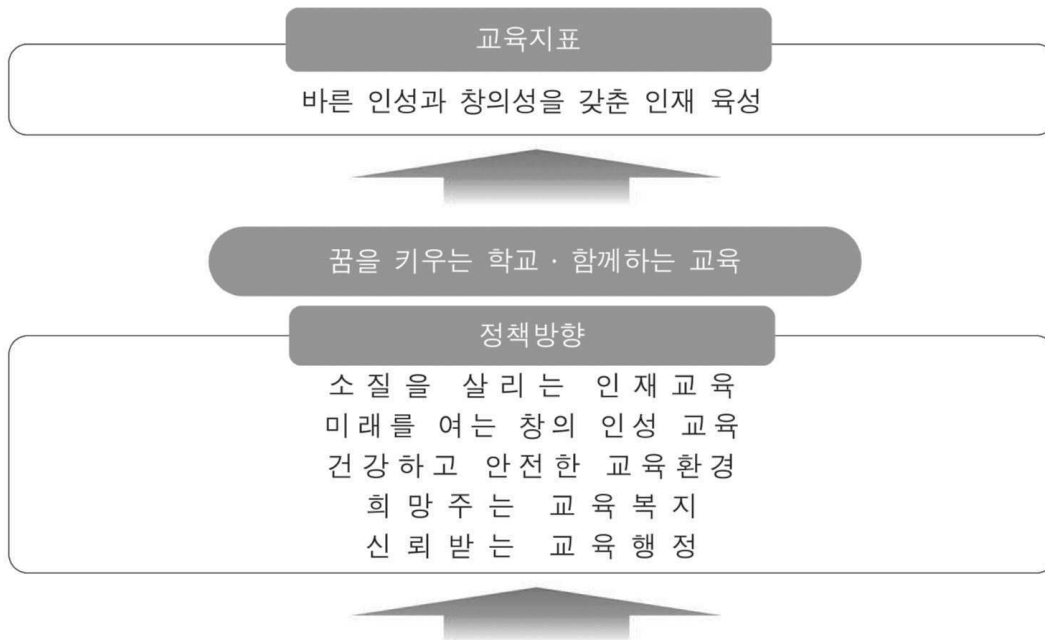 교육지표
바른 인성과 창의성을 갖춘 인재 육성
꿈을 키우는 학교 · 함께하는 교육
정책방향
소질을 살리는 인재교육
미래를 여는 창의 인성 교육
건강하고 안전한 교육환경
희망주는 교육복지
신뢰받는 교육행정